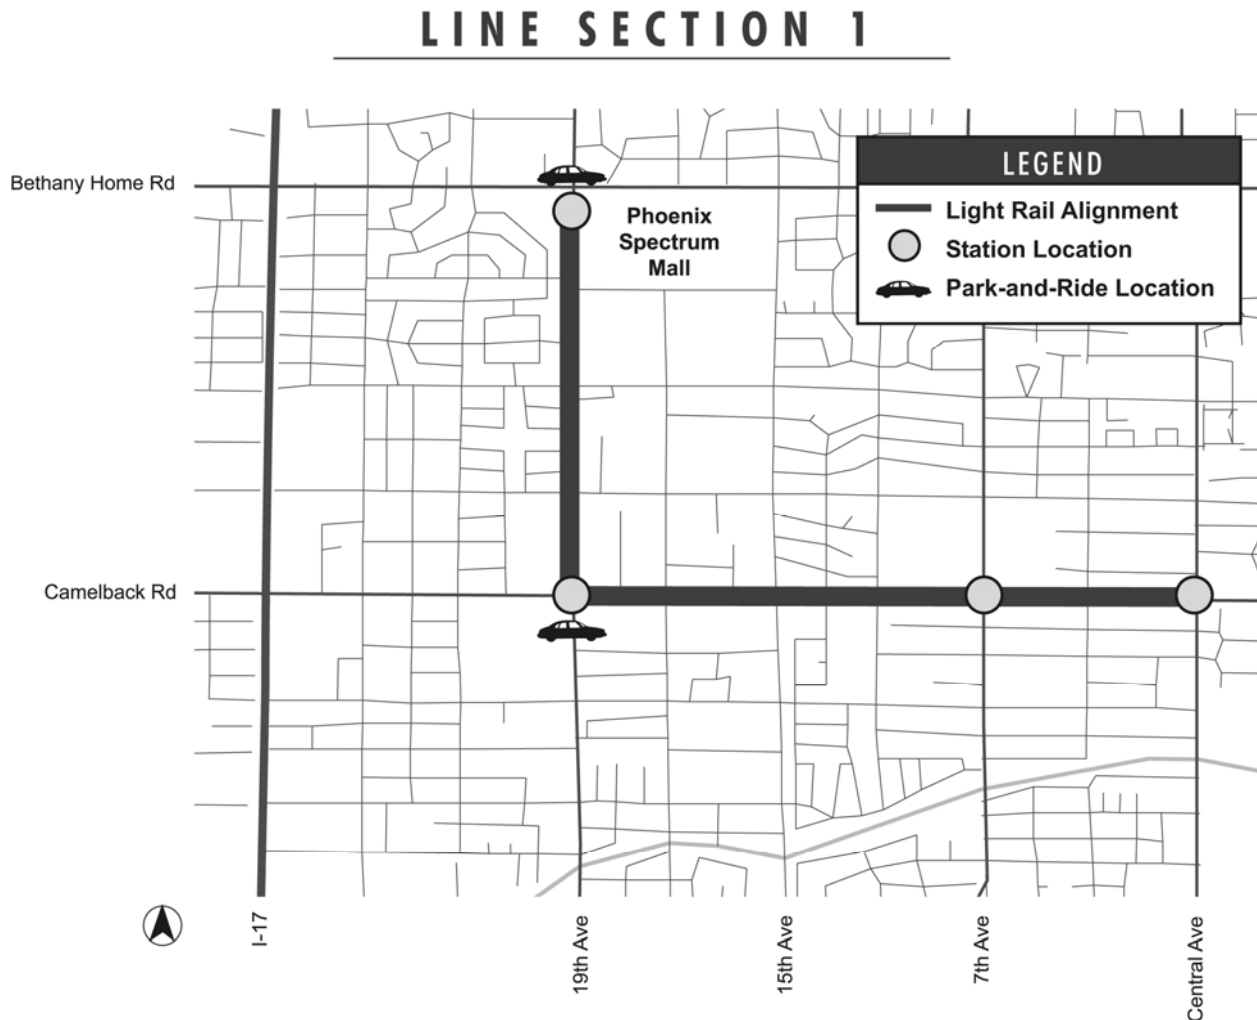 LINE SECTION 1
Bethany Home Rd
Phoenix
Spectrum
Mall
LEGEND
Light Rail Alignment
Station Location
Park-and-Ride Location
Camelback Rd
I-17
19th Ave
15th Ave
7th Ave
Central Ave